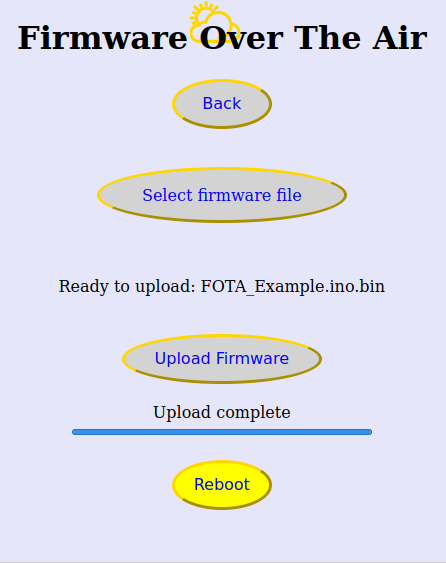 Firmware Over The Air
Back
Select firmware file
Ready to upload: FOTA_Example.ino.bin
Upload Firmware
Upload complete
Reboot